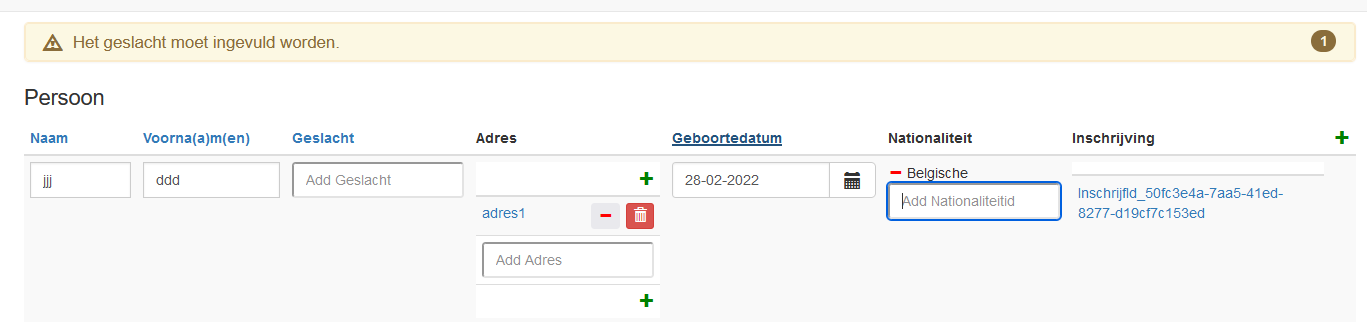 Het geslacht moet ingevuld worden. 1
Persoon
Naam Voorna(a)m(en) Geslacht Adres Geboortedatum Nationaliteit Inschrijving
jjj ddd Add Geslacht 28-02-2022 Belgische
adres1 Add Nationaliteitid InschrijfId_50fc3e4a-7aa5-41ed-
8277-d19cf7c153ed
Add Adres